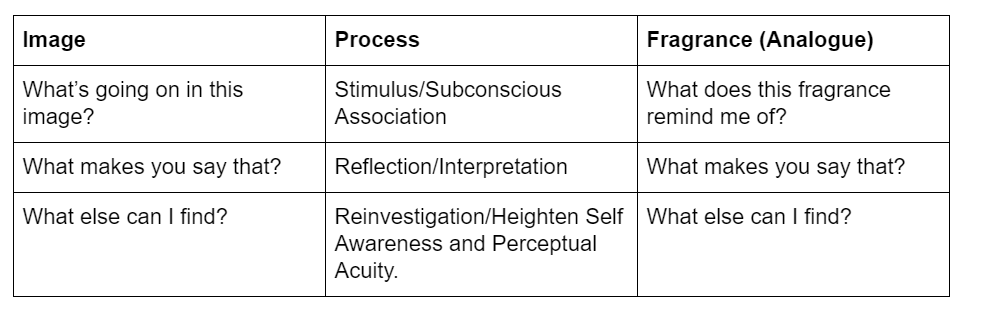 Image
Process
Fragrance (Analogue)
What’s going on in this
image?
Stimulus/Subconscious
Association
What does this fragrance
remind me of?
What makes you say that?
Reflection/Interpretation
What makes you say that?
What else can I find?
Reinvestigation/Heighten Self
Awareness and Perceptual
Acuity.
What else can I find?